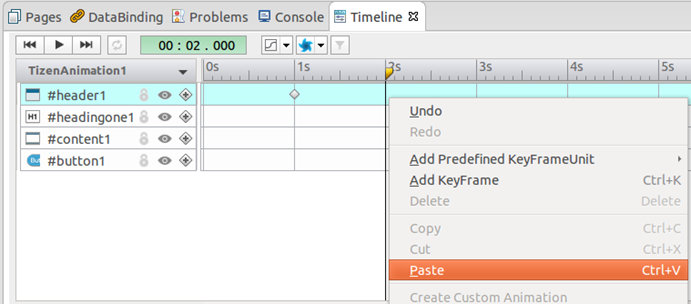 Pages DataBinding Problems Console Timeline
00 : 02 . 000
TizenAnimation1 0s 1s 2s 3s 4s 5s
#header1
H1 #headingone1
#content1
But #button1
Undo
Redo
Add Predefined KeyFrameUnit
Add KeyFrame Ctrl+K
Delete Delete
Copy Ctrl+C
Cut Ctrl+X
Paste Ctrl+V
Create Custom Animation